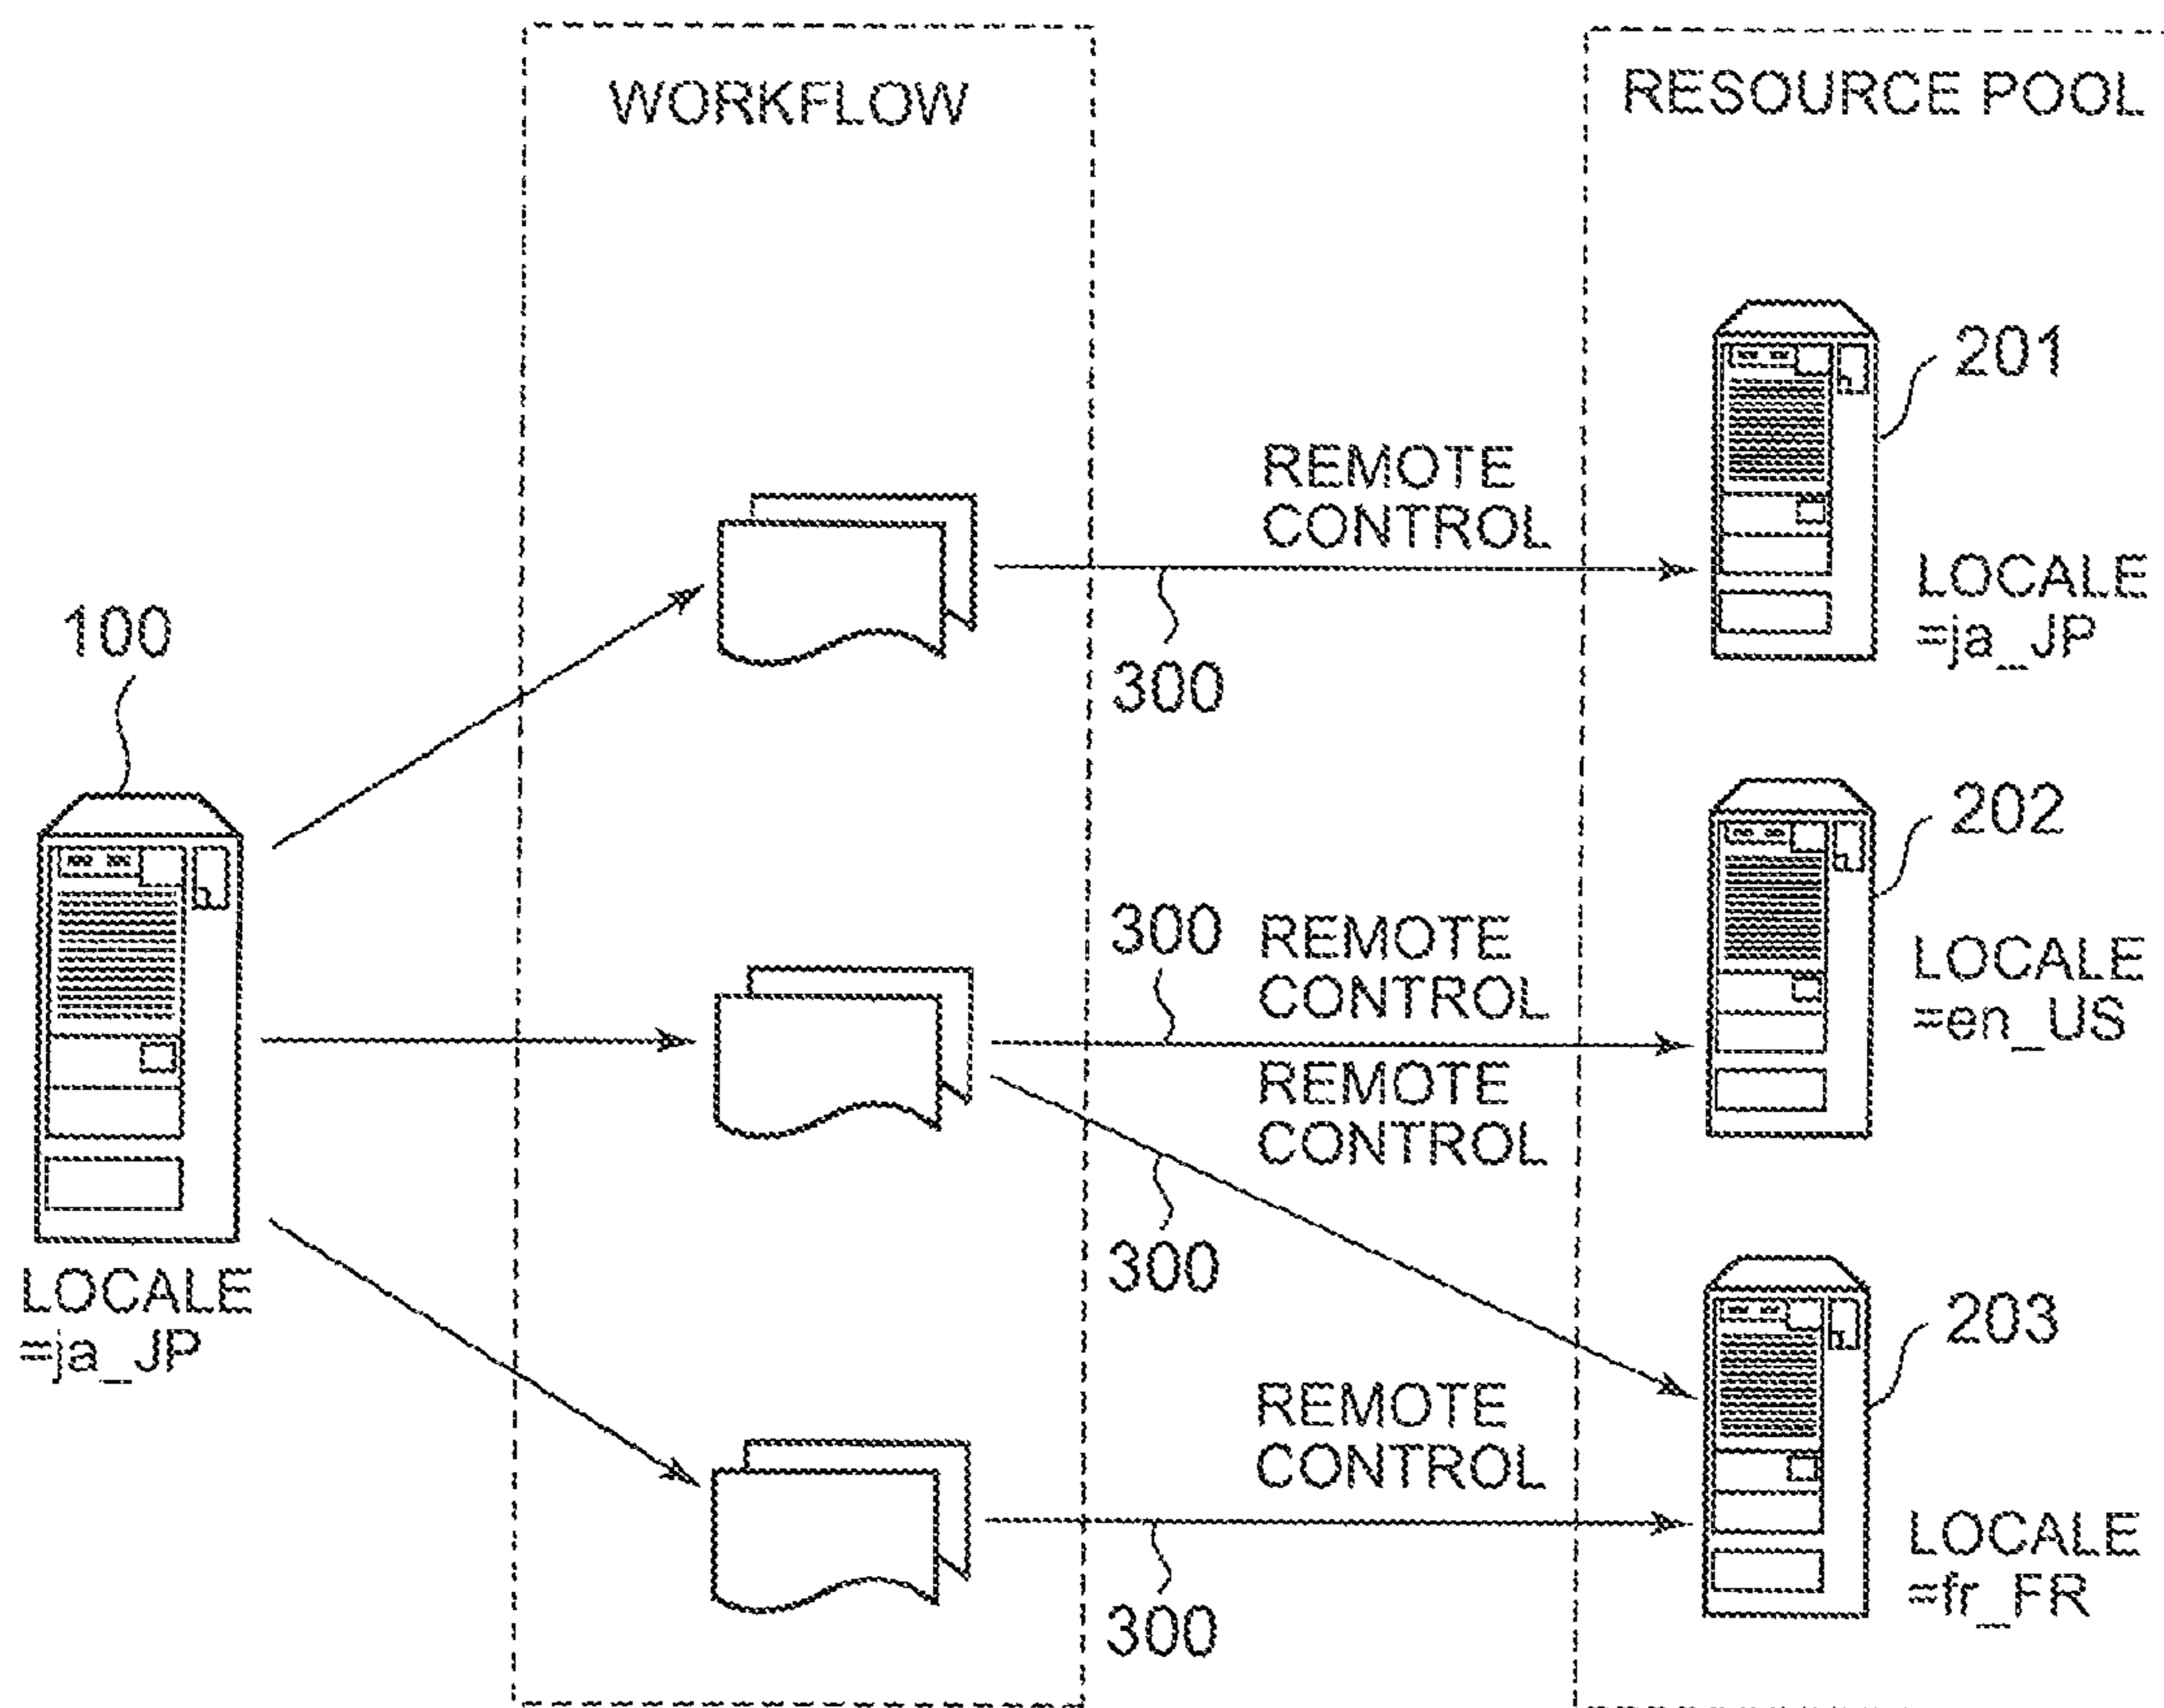 WORKFLOW
RESOURCE POOL
201
REMOTE
CONTROL
LOCALE
=ja_JP
100
300
202
300
REMOTE
CONTROL
LOCALE
=en_US
REMOTE
CONTROL
300
LOCALE
=ja_JP
203
REMOTE
CONTROL
LOCALE
=fr_FR
300